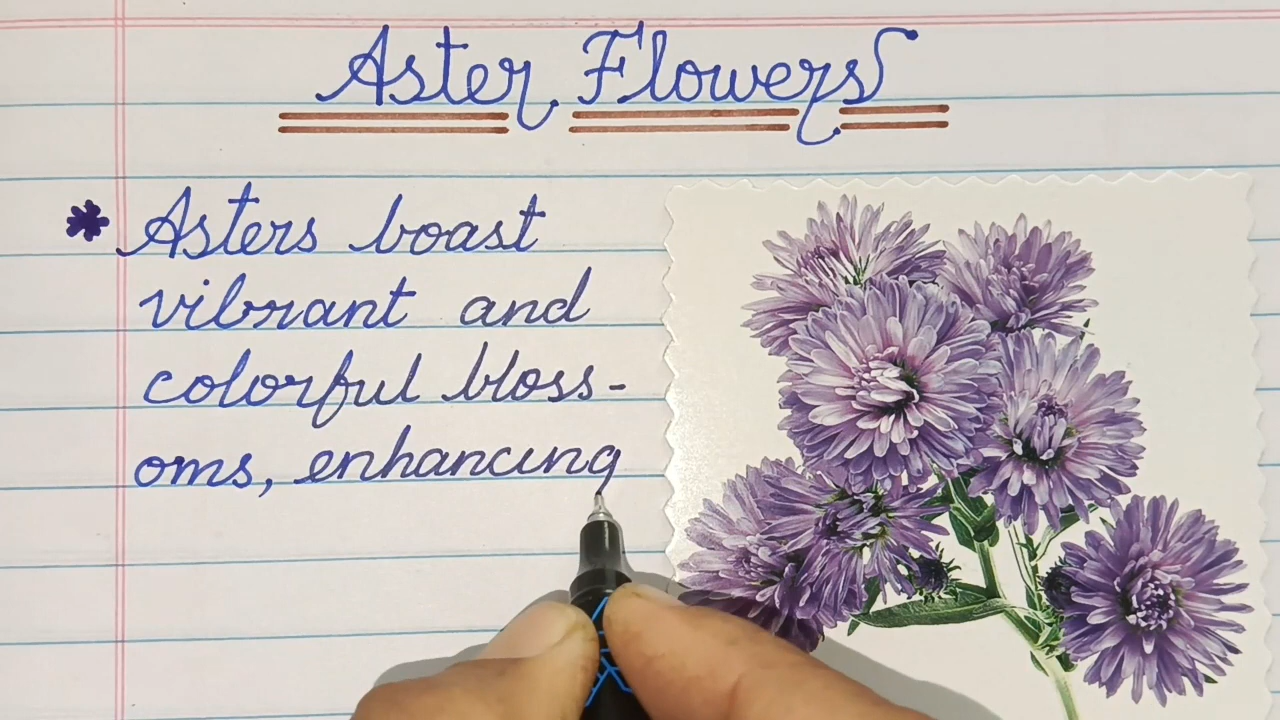 Aster Flowers
* Asters boast
vibrant and
colorful bloss-
oms, enhancing